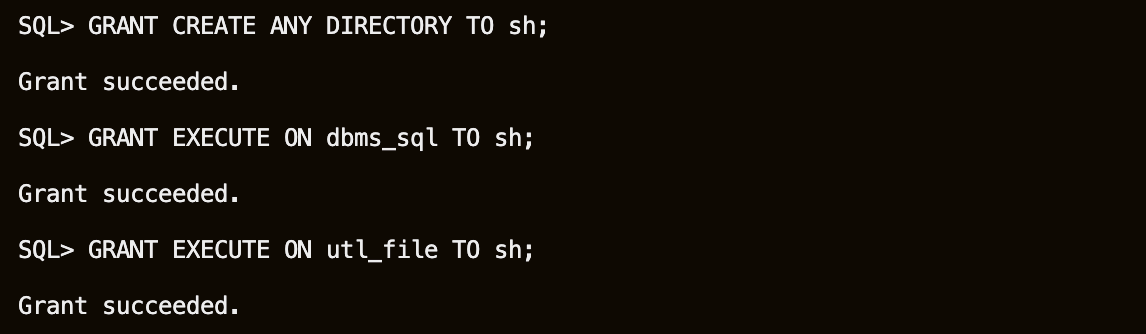 SQL> GRANT CREATE ANY DIRECTORY TO sh;
Grant succeeded.
SQL> GRANT EXECUTE ON dbms_sql TO sh;
Grant succeeded.
SQL> GRANT EXECUTE ON utl_file TO sh;
Grant succeeded.